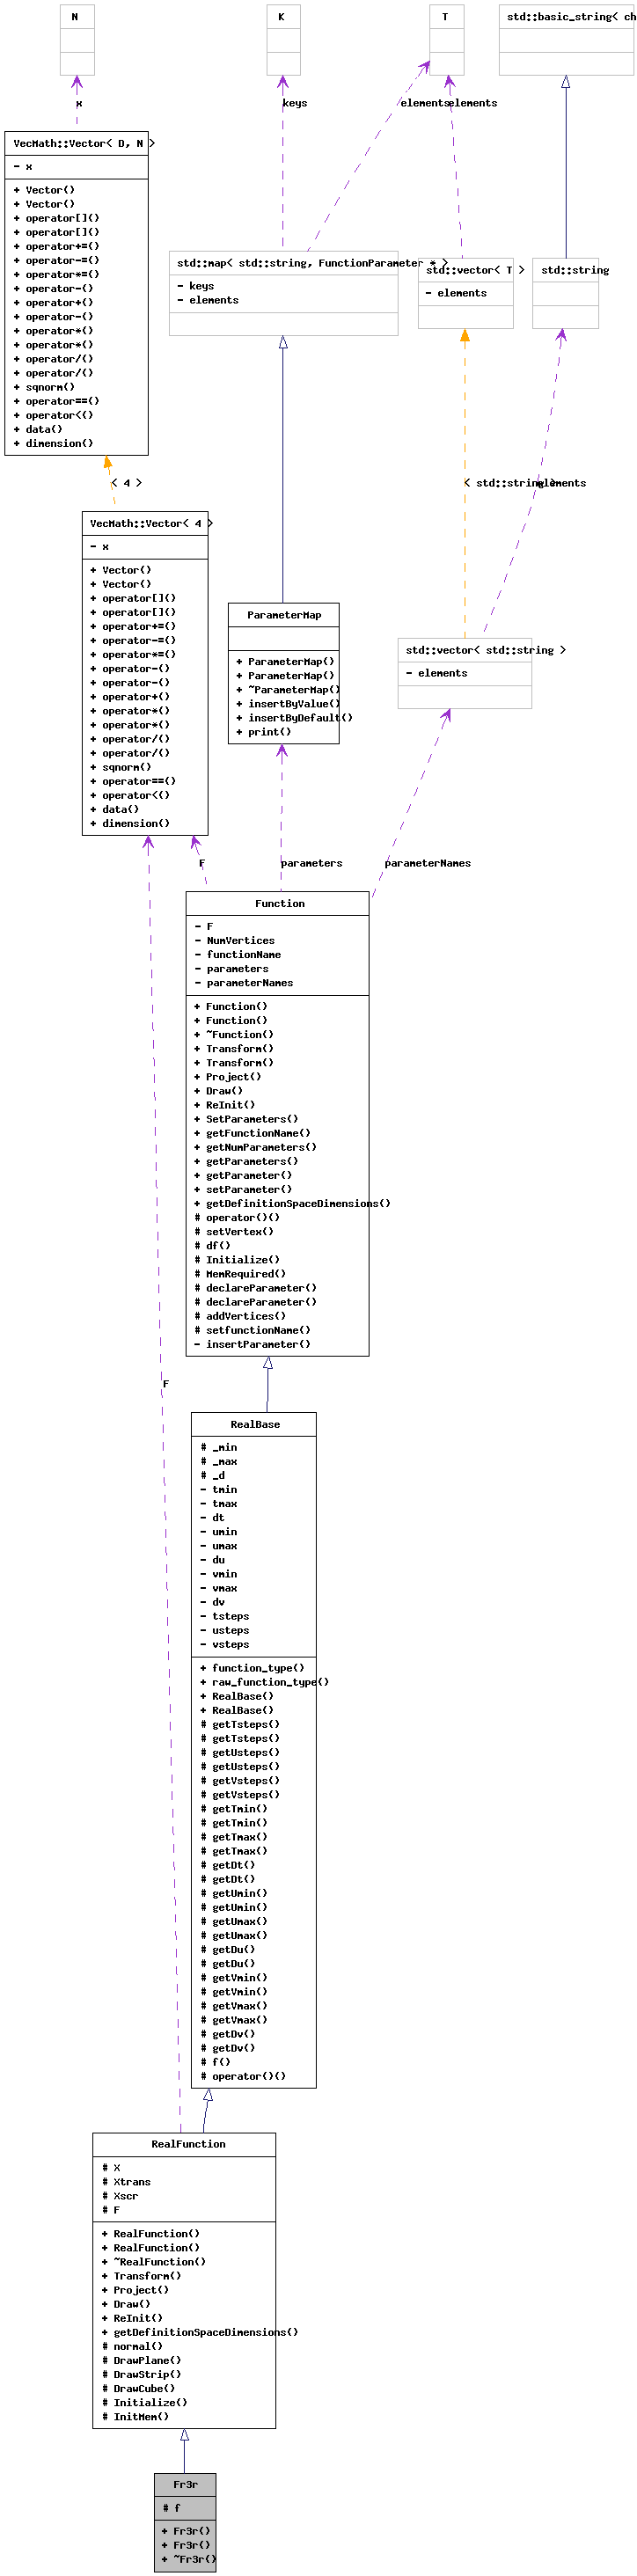 N
K
T
std::basic_string< ch
x
keys
elements
elements
VecMath::Vector< D, N >
- x
+ Vector()
+ Vector()
+ operator[]()
+ operator[]()
+ operator+=()
+ operator-=()
+ operator*=()
+ operator-()
+ operator+()
+ operator-()
+ operator*()
+ operator*()
+ operator/()
+ operator/()
+ sqnorm()
+ operator==()
+ operator<()
+ data()
+ dimension()
std::map< std::string, FunctionParameter * >
- keys
- elements
std::vector< T >
- elements
std::string
< 4 >
< std::string >
elements
VecMath::Vector< 4 >
- x
+ Vector()
+ Vector()
+ operator[]()
+ operator[]()
+ operator+=()
+ operator-=()
+ operator*=()
+ operator-()
+ operator-()
+ operator+()
+ operator*()
+ operator*()
+ operator/()
+ operator/()
+ sqnorm()
+ operator==()
+ operator<()
+ data()
+ dimension()
ParameterMap
+ ParameterMap()
+ ParameterMap()
+ ~ParameterMap()
+ insertByValue()
+ insertByDefault()
+ print()
std::vector< std::string >
- elements
F
parameters
parameterNames
Function
- F
- NumVertices
- functionName
- parameters
- parameterNames
+ Function()
+ Function()
+ ~Function()
+ Transform()
+ Transform()
+ Project()
+ Draw()
+ ReInit()
+ SetParameters()
+ getFunctionName()
+ getNumParameters()
+ getParameters()
+ getParameter()
+ setParameter()
+ getDefinitionSpaceDimensions()
# operator()()
# setVertex()
# df()
# Initialize()
# MemRequired()
# declareParameter()
# declareParameter()
# addVertices()
# setfunctionName()
- insertParameter()
F
RealBase
# _min
# _max
# _d
- tmin
- tmax
- dt
- umin
- umax
- du
- vmin
- vmax
- dv
- tsteps
- usteps
- vsteps
+ function_type()
+ raw_function_type()
+ RealBase()
+ RealBase()
# getTsteps()
# getTsteps()
# getUsteps()
# getUsteps()
# getVsteps()
# getVsteps()
# getTmin()
# getTmin()
# getTmax()
# getTmax()
# getDt()
# getDt()
# getUmin()
# getUmin()
# getUmax()
# getUmax()
# getDu()
# getDu()
# getVmin()
# getVmin()
# getVmax()
# getVmax()
# getDv()
# getDv()
# f()
# operator()()
RealFunction
# X
# Xtrans
# Xscr
# F
+ RealFunction()
+ RealFunction()
+ ~RealFunction()
+ Transform()
+ Project()
+ Draw()
+ ReInit()
+ getDefinitionSpaceDimensions()
# normal()
# DrawPlane()
# DrawStrip()
# DrawCube()
# Initialize()
# InitMem()
Fr3r
# f
+ Fr3r()
+ Fr3r()
+ ~Fr3r()